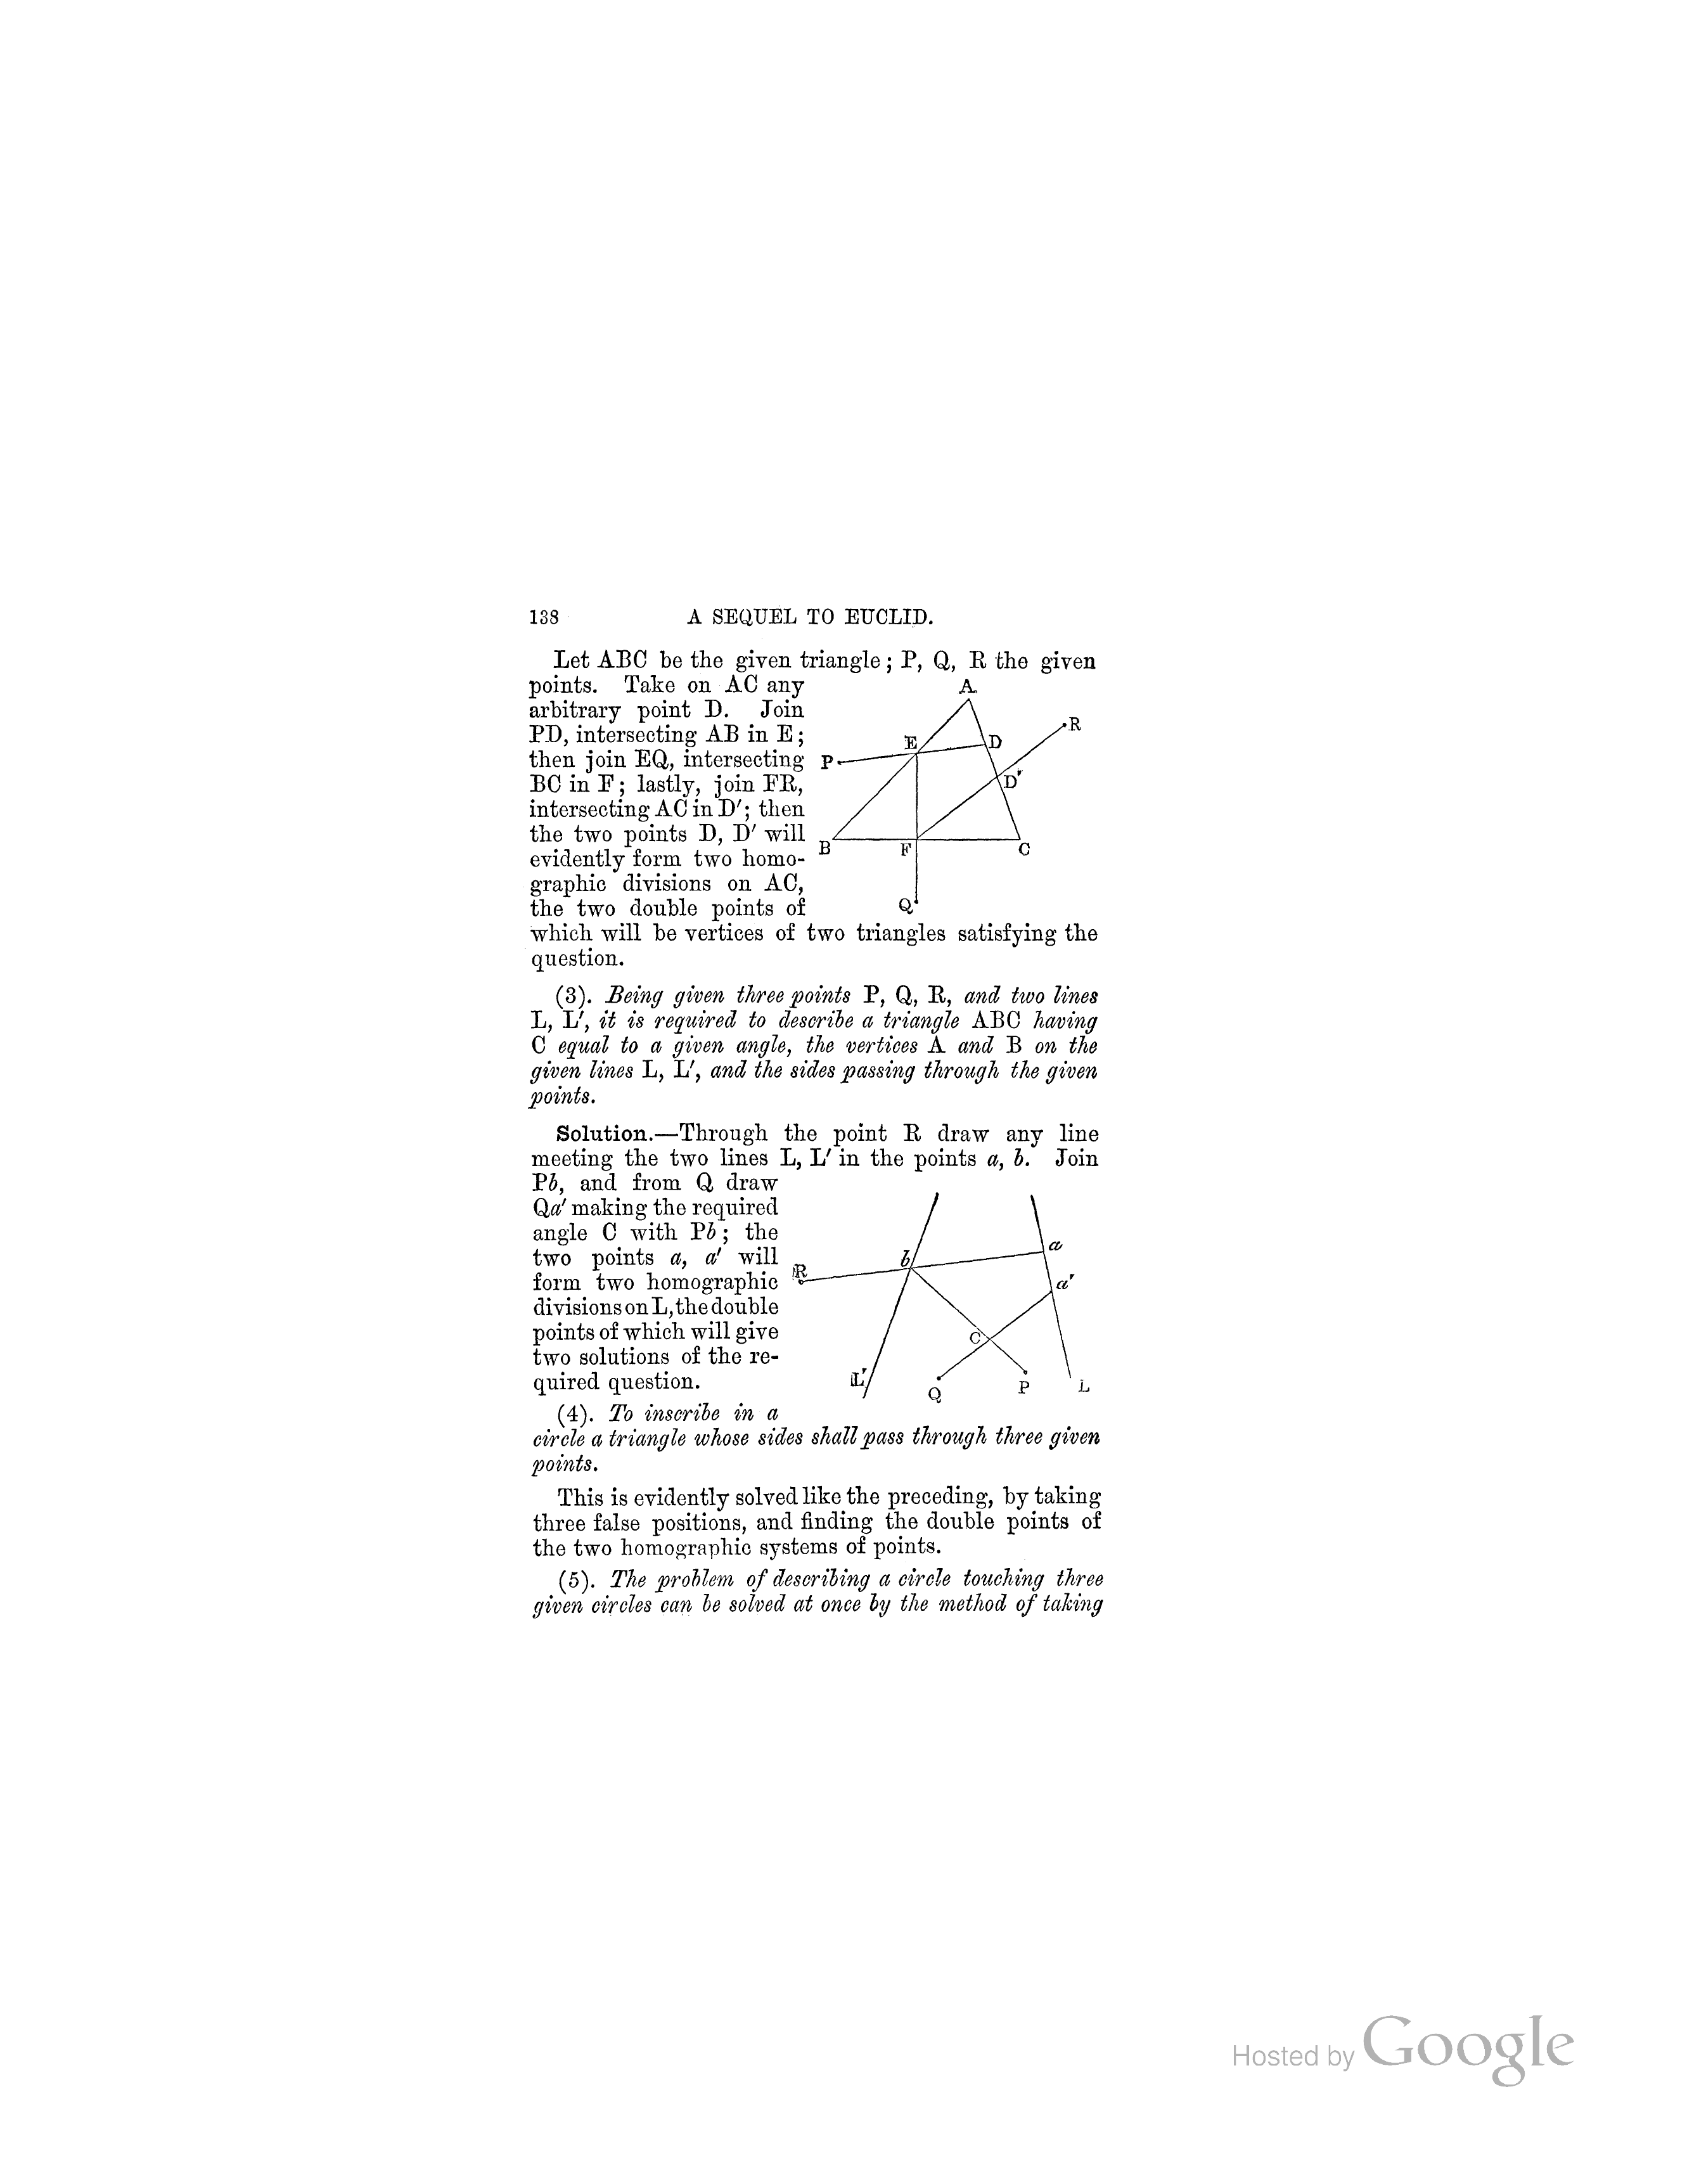 138 A SEQUEL TO EUCLID.
Let ABC be the given triangle; P, Q, R the given
points. Take on AC any
arbitrary point D. Join
PD, intersecting AB in E;
then join EQ, intersecting
BC in F; lastly, join FR,
intersecting AC in D′; then
the two points D, D′ will
evidently form two homo-
graphic divisions on AC,
the two double points of
A
R
E
D
P
D′
B
F
C
Q
which will be vertices of two triangles satisfying the
question.
(3). Being given three points P, Q, R, and two lines
L, L′, it is required to describe a triangle ABC having
C equal to a given angle, the vertices A and B on the
given lines L, L′, and the sides passing through the given
points.
Solution.—Through the point R draw any line
meeting the two lines L, L′ in the points a, b. Join
Pb, and from Q draw
Qa′ making the required
angle C with Pb; the
two points a, a′ will
form two homographic
divisions on L, the double
points of which will give
two solutions of the re-
quired question.
a
b
R
a′
C
L′
Q
P
L
(4). To inscribe in a
circle a triangle whose sides shall pass through three given
points.
This is evidently solved like the preceding, by taking
three false positions, and finding the double points of
the two homographic systems of points.
(5). The problem of describing a circle touching three
given circles can be solved at once by the method of taking
Hosted by Google